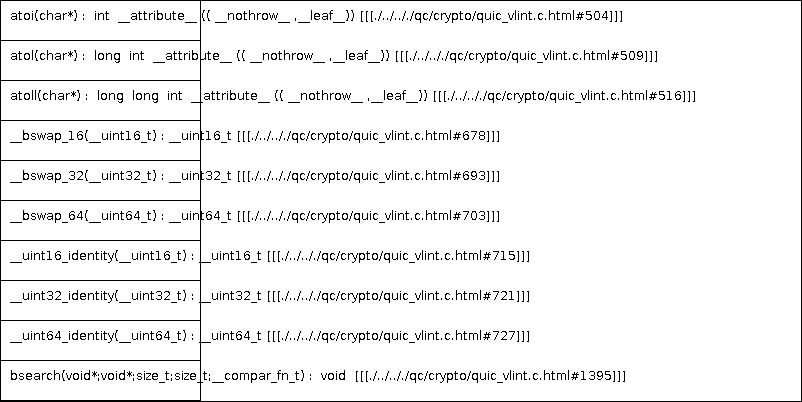 atoi(char*) : int __attribute__ (( __nothrow__ ,__leaf__)) [[[./../.././qc/crypto/quic_vlint.c.html#504]]]
atol(char*) : long int __attribute__ (( __nothrow__ ,__leaf__)) [[[./../.././qc/crypto/quic_vlint.c.html#509]]]
atoll(char*) : long long int __attribute__ (( __nothrow__ ,__leaf__)) [[[./../.././qc/crypto/quic_vlint.c.html#516]]]
__bswap_16(__uint16_t) : __uint16_t [[[./../.././qc/crypto/quic_vlint.c.html#678]]]
__bswap_32(__uint32_t) : __uint32_t [[[./../.././qc/crypto/quic_vlint.c.html#693]]]
__bswap_64(__uint64_t) : __uint64_t [[[./../.././qc/crypto/quic_vlint.c.html#703]]]
__uint16_identity(__uint16_t) : __uint16_t [[[./../.././qc/crypto/quic_vlint.c.html#715]]]
__uint32_identity(__uint32_t) : __uint32_t [[[./../.././qc/crypto/quic_vlint.c.html#721]]]
__uint64_identity(__uint64_t) : __uint64_t [[[./../.././qc/crypto/quic_vlint.c.html#727]]]
bsearch(void*;void*;size_t;size_t;__compar_fn_t) : void [[[./../.././qc/crypto/quic_vlint.c.html#1395]]]